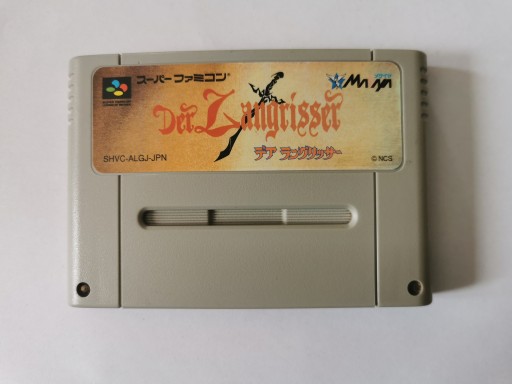 スーパーファミコン
Der Langrisser
デア ラングリッサー
SHVC-ALGJ-JPN
© NCS